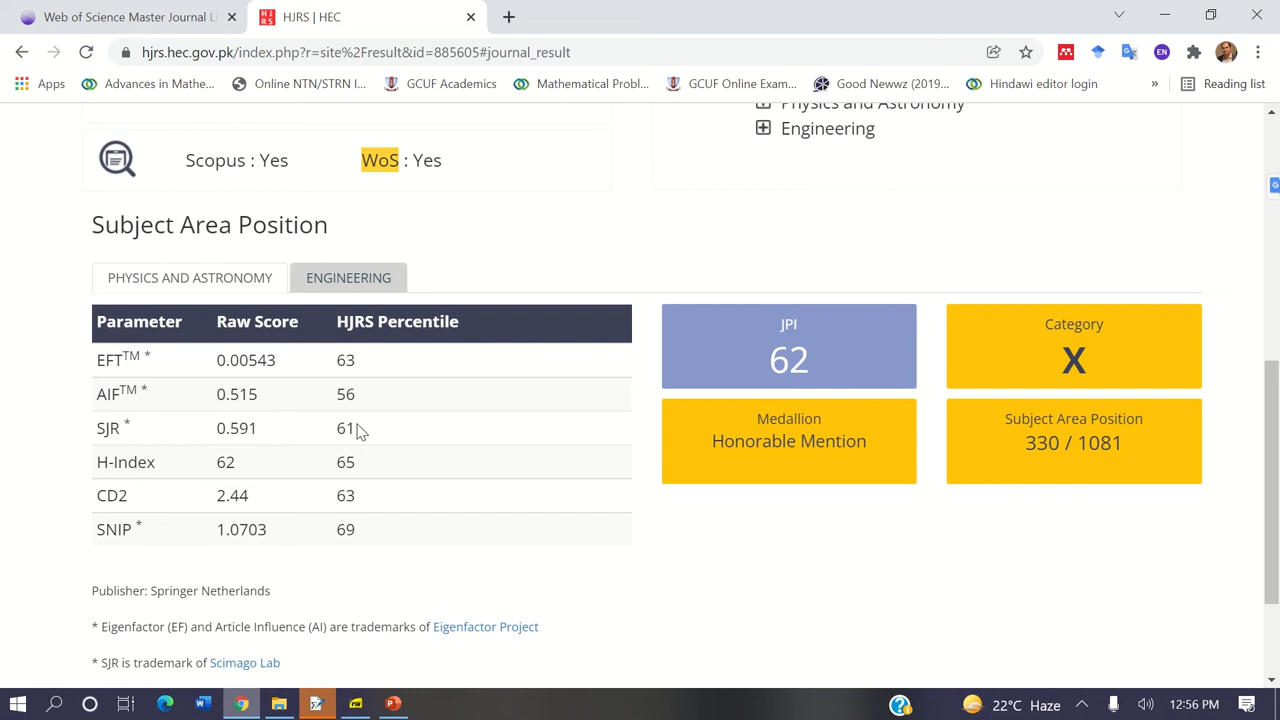 Web of Science Master Journal Li
HJRS | HEC
hjrs.hec.gov.pk/index.php?r=site%2Fresult&id=885605#journal_result
EN
Apps
Advances in Mathe...
Online NTN/STRN I...
GCUF Academics
Mathematical Probl...
GCUF Online Exam...
Good Newwz (2019...
Hindawi editor login
»
Reading list
Physics and Astronomy
Engineering
Scopus : Yes
WoS : Yes
Subject Area Position
PHYSICS AND ASTRONOMY
ENGINEERING
Parameter Raw Score HJRS Percentile
EFT™ * 0.00543 63
AIF™ * 0.515 56
SJR * 0.591 61
H-Index 62 65
CD2 2.44 63
SNIP * 1.0703 69
JPI
62
Category
X
Medallion
Honorable Mention
Subject Area Position
330 / 1081
Publisher: Springer Netherlands
* Eigenfactor (EF) and Article Influence (AI) are trademarks of Eigenfactor Project
* SJR is trademark of Scimago Lab
22°C Haze
12:56 PM